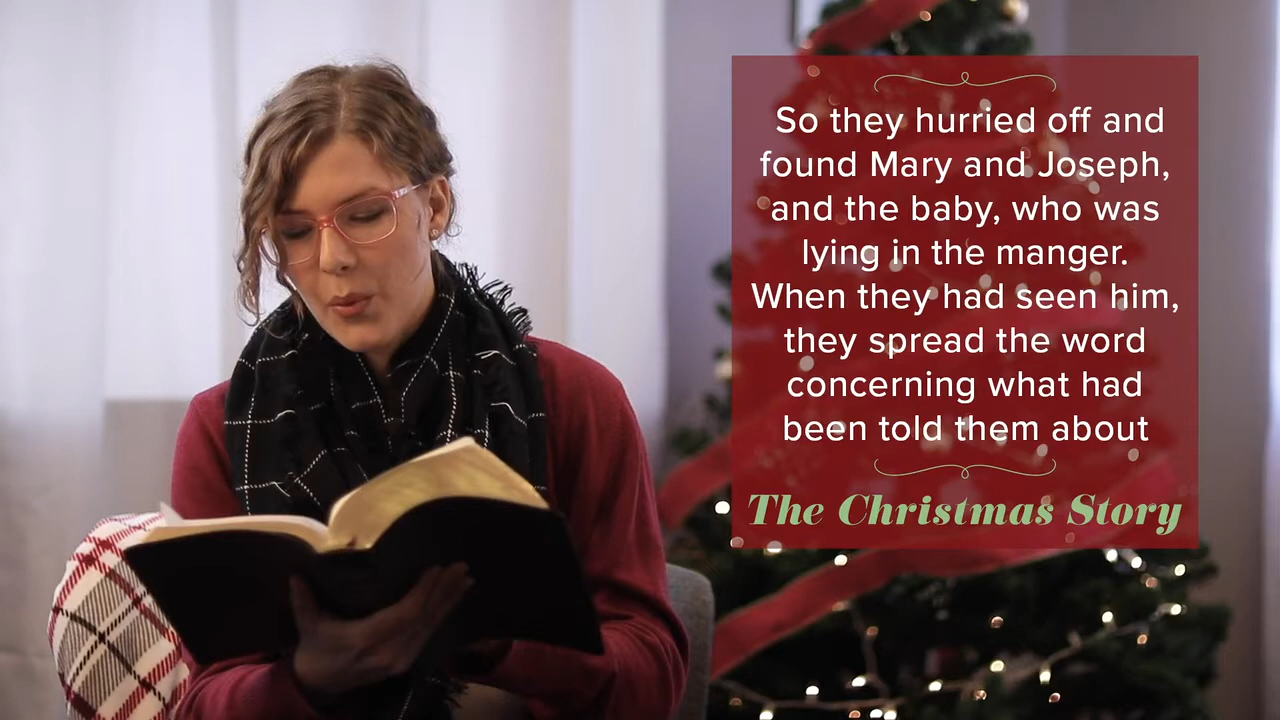 So they hurried off and
found Mary and Joseph,
and the baby, who was
lying in the manger.
When they had seen him,
they spread the word
concerning what had
been told them about
The Christmas Story